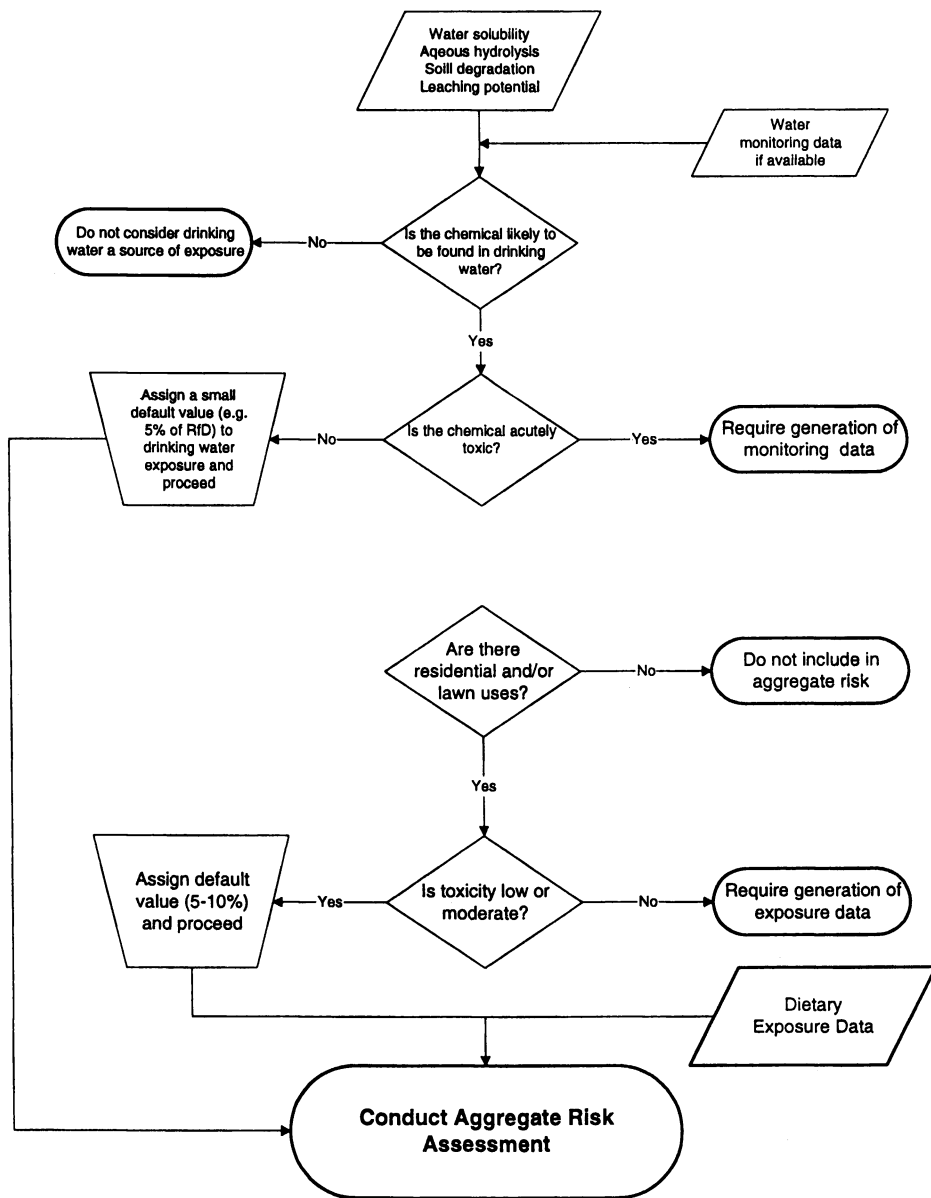 Water solubility
Aqeous hydrolysis
Soill degradation
Leaching potential
Water
monitoring data
if available
Do not consider drinking
water a source of exposure
No
Is the chemical likely to
be found in drinking
water?
Yes
Assign a small
default value (e.g.
5% of RfD) to
drinking water
exposure and
proceed
No
Is the chemical acutely
toxic?
Yes
Require generation of
monitoring data
Are there
residential and/or
lawn uses?
No
Do not include in
aggregate risk
Yes
Assign default
value (5-10%)
and proceed
Yes
Is toxicity low or
moderate?
No
Require generation of
exposure data
Dietary
Exposure Data
Conduct Aggregate Risk
Assessment